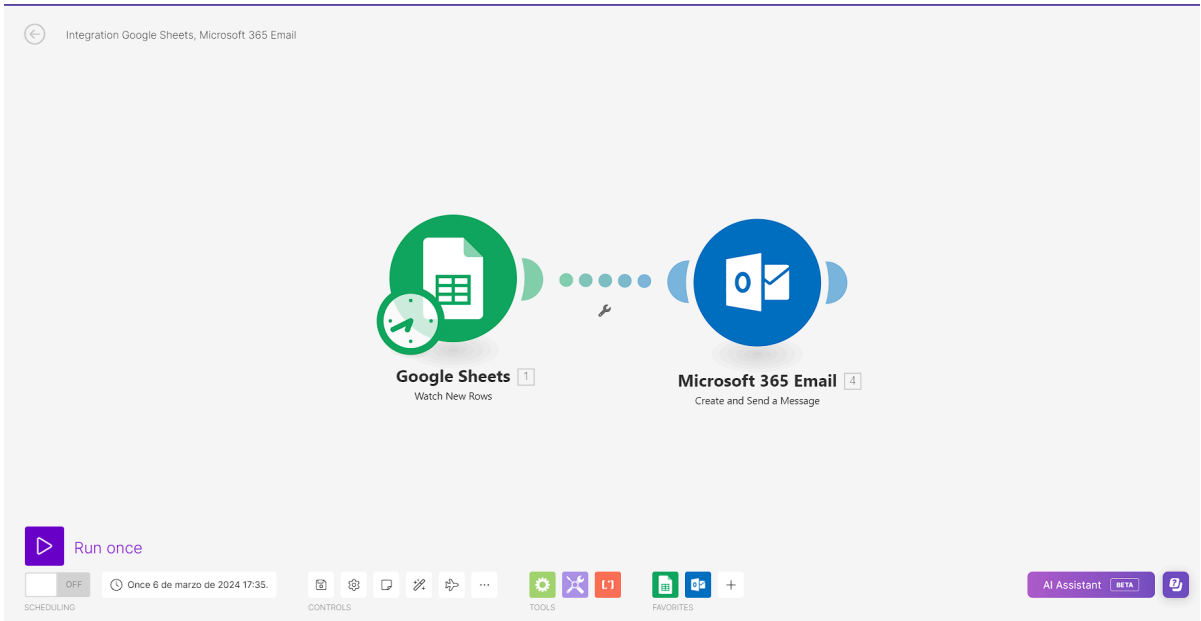 Integration Google Sheets, Microsoft 365 Email
Google Sheets 1
Watch New Rows
Microsoft 365 Email 4
Create and Send a Message
Run once
OFF
Once 6 de marzo de 2024 17:35.
SCHEDULING
CONTROLS
TOOLS
FAVORITES
AI Assistant BETA